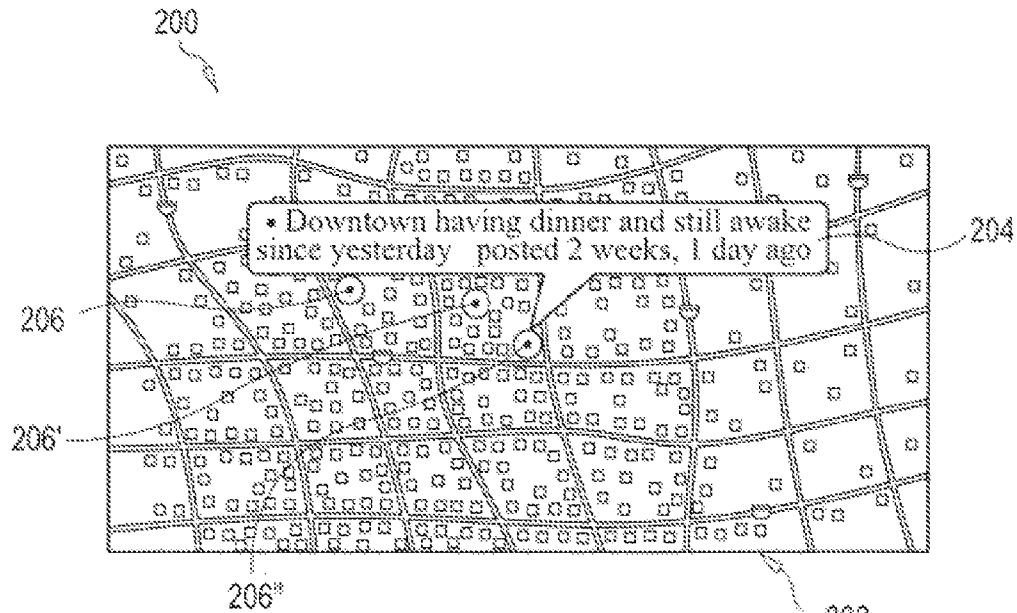 200
• Downtown having dinner and still awake
since yesterday posted 2 weeks, 1 day ago
204
206
206'
206"